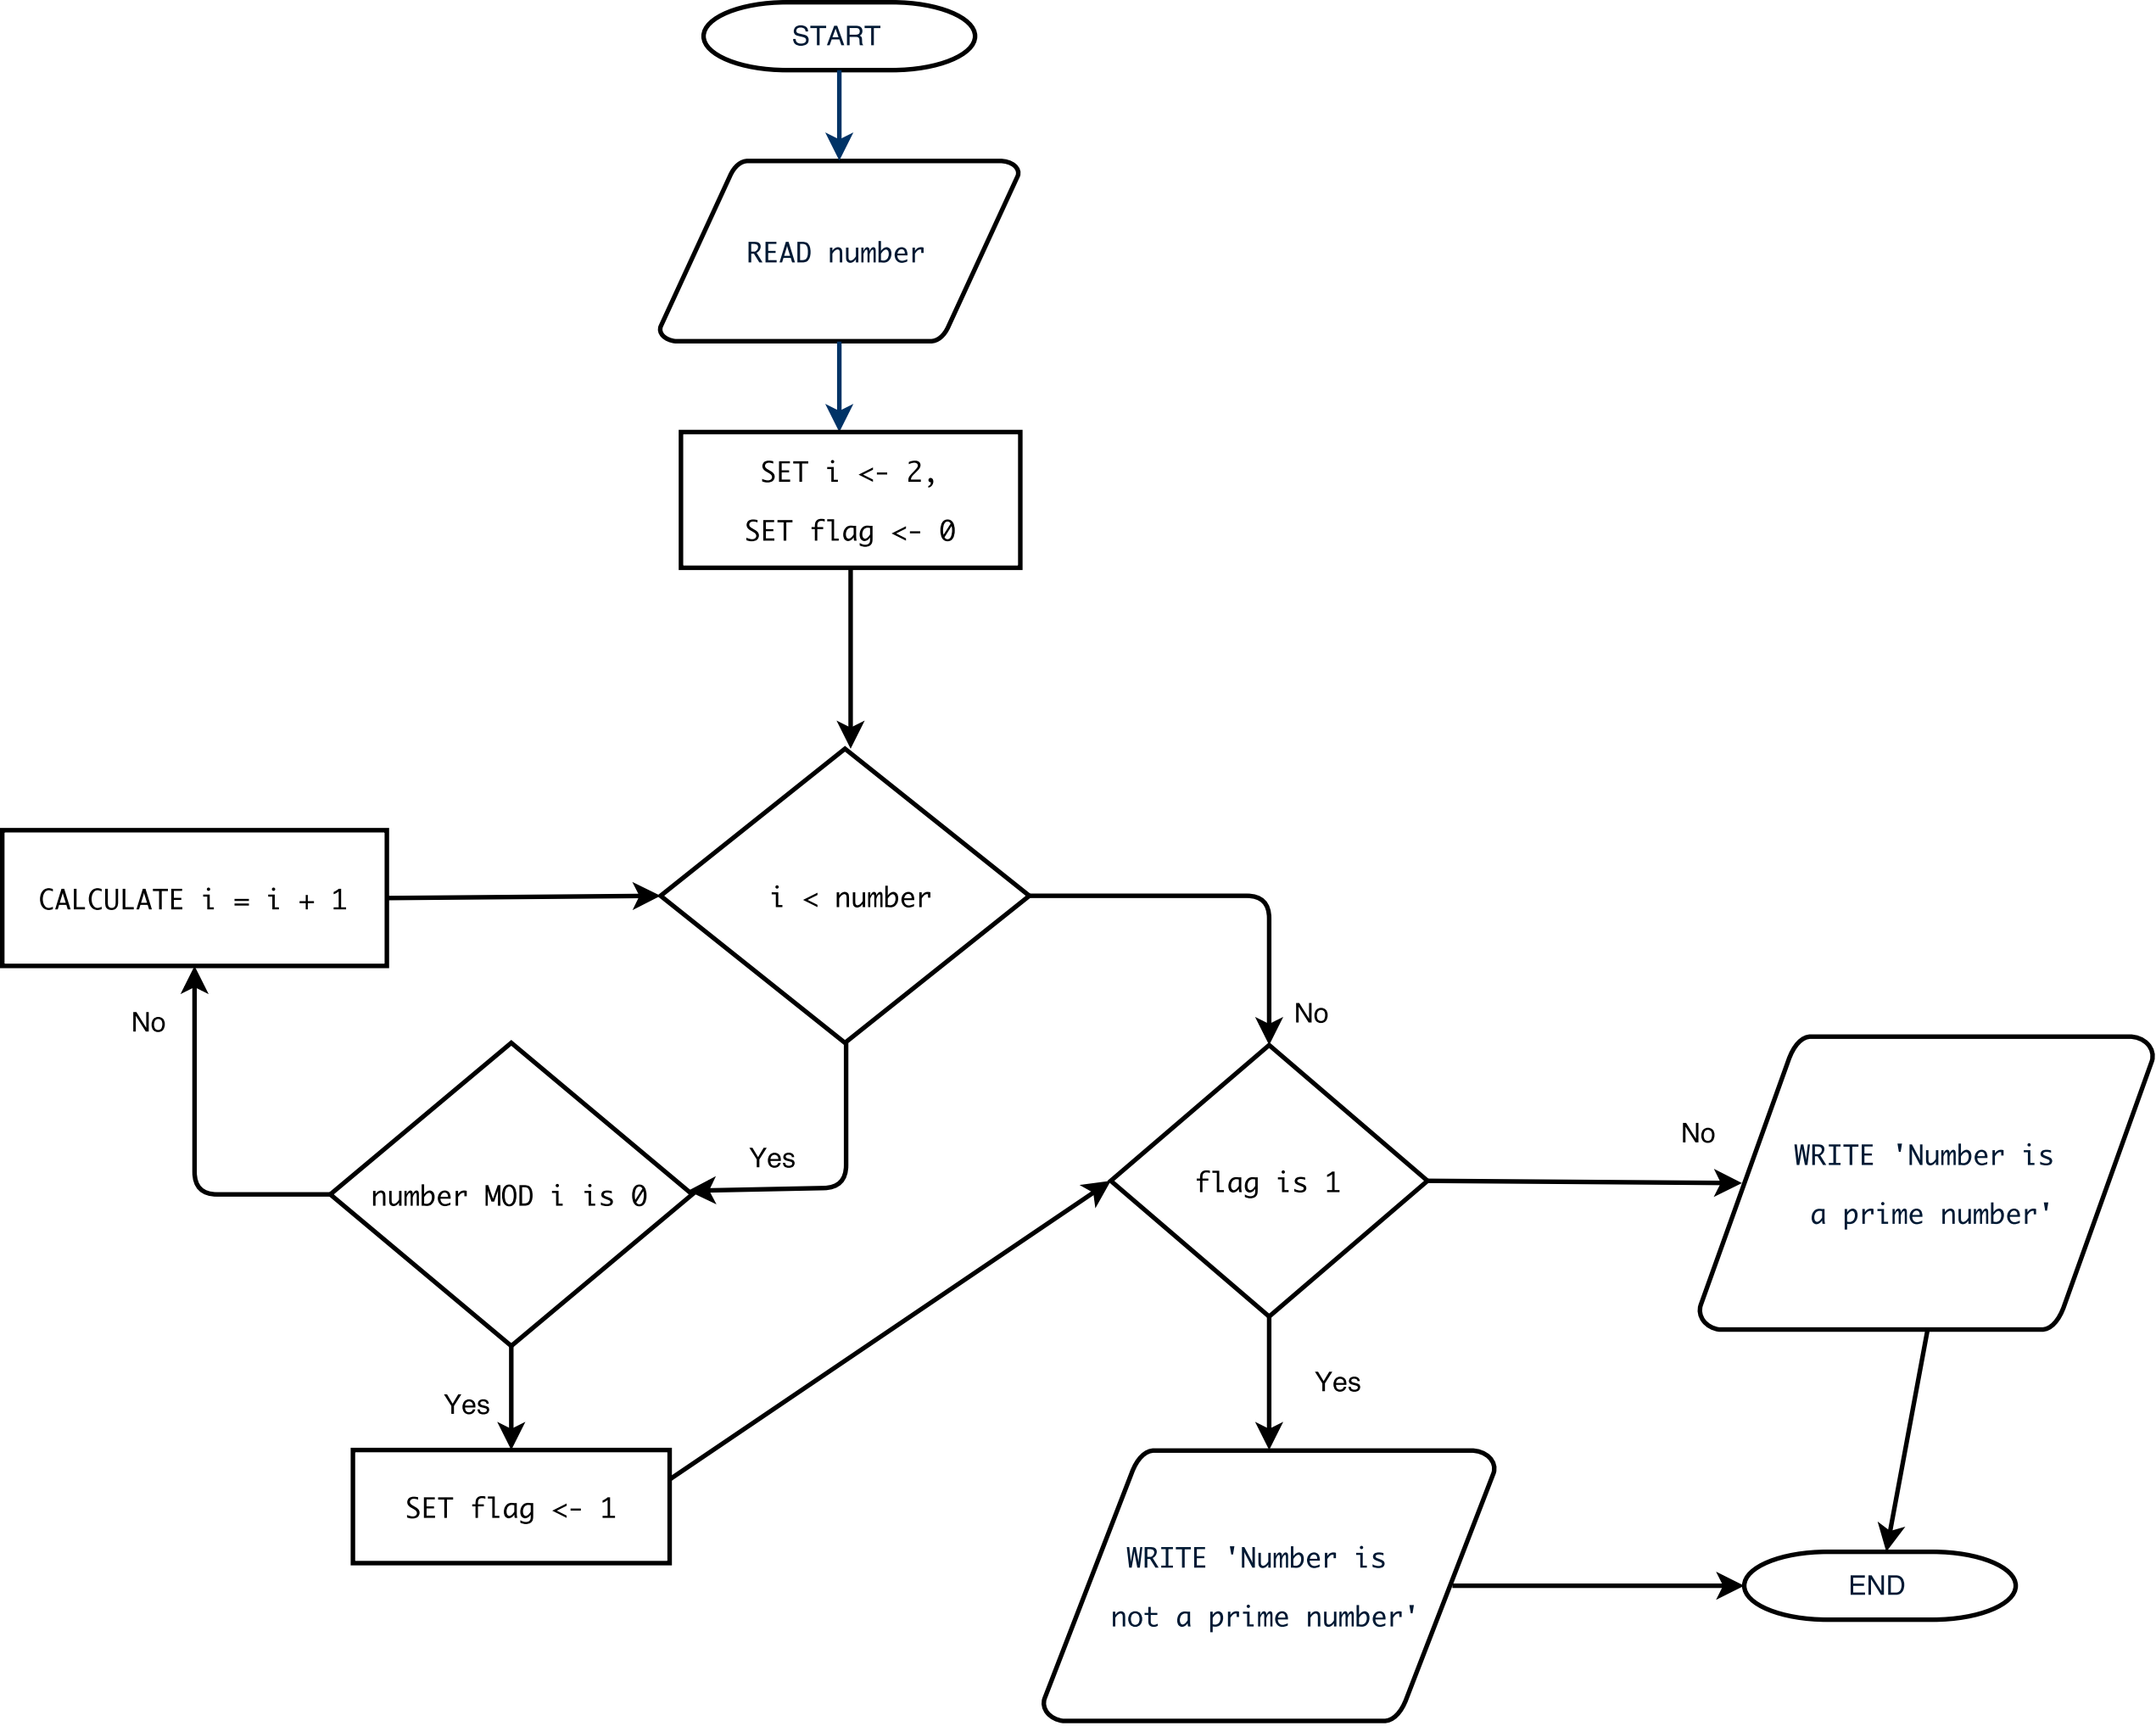 START
READ number
SET i <- 2,
SET flag <- 0
i < number
CALCULATE i = i + 1
No
No
number MOD i is 0
Yes
flag is 1
No
WRITE 'Number is
a prime number'
Yes
Yes
SET flag <- 1
WRITE 'Number is
not a prime number'
END